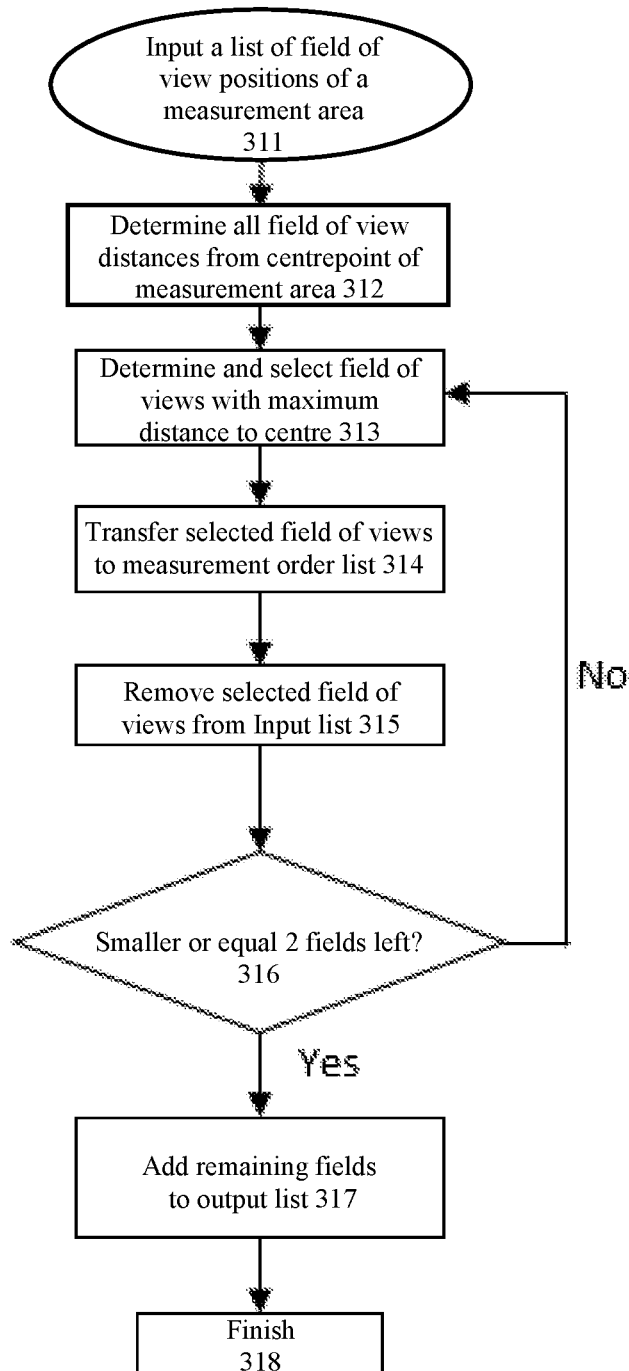 Input a list of field of
view positions of a
measurement area
311
Determine all field of view
distances from centrepoint of
measurement area 312
Determine and select field of
views with maximum
distance to centre 313
Transfer selected field of views
to measurement order list 314
Remove selected field of
views from Input list 315
No
Smaller or equal 2 fields left?
316
Yes
Add remaining fields
to output list 317
Finish
318